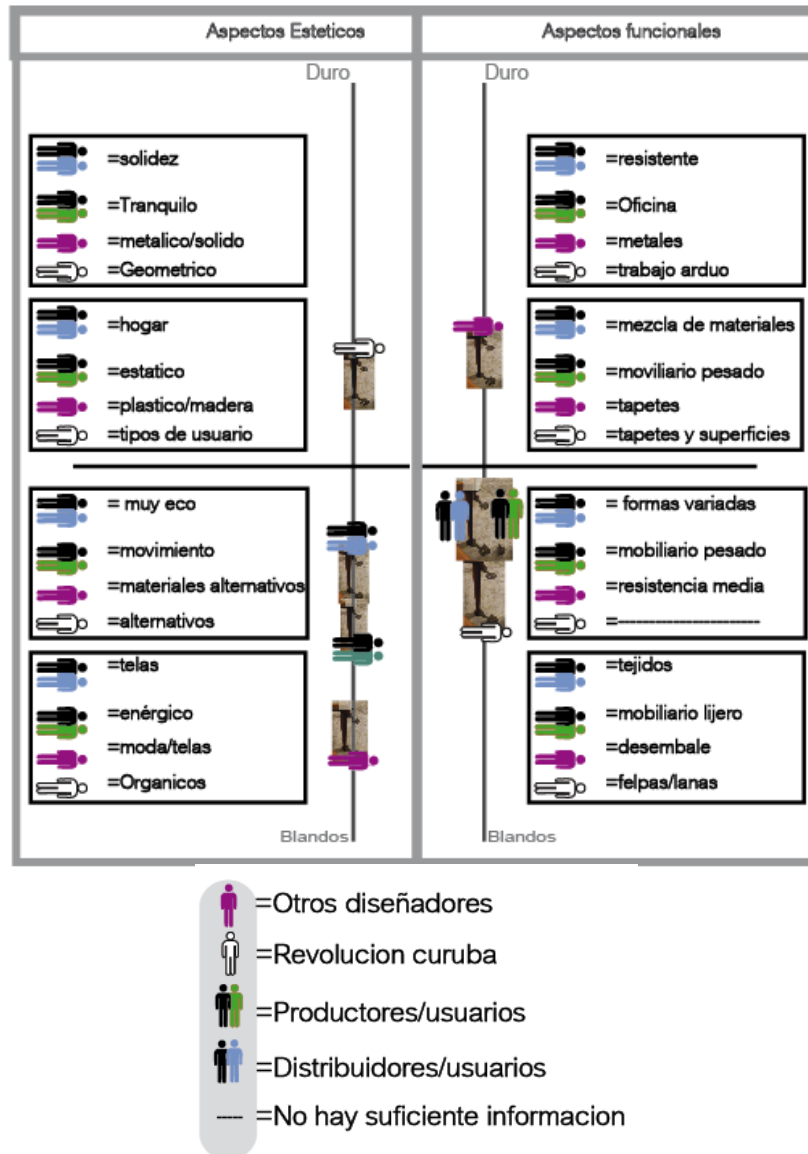 Aspectos Esteticos
Aspectos funcionales
Duro
Duro
=solidez
=Tranquilo
=metalico/solido
=Geometrico
=resistente
=Oficina
=metales
=trabajo arduo
=hogar
=estatico
=plastico/madera
=tipos de usuario
=mezcla de materiales
=moviliario pesado
=tapetes
=tapetes y superficies
= muy eco
=movimiento
=materiales alternativos
=alternativos
= formas variadas
=mobiliario pesado
=resistencia media
=------------------------
=telas
=enérgico
=moda/telas
=Organicos
=tejidos
=mobiliario lijero
=desembale
=felpas/lanas
Blandos
Blandos
=Otros diseñadores
=Revolucion curuba
=Productores/usuarios
=Distribuidores/usuarios
----- =No hay suficiente informacion